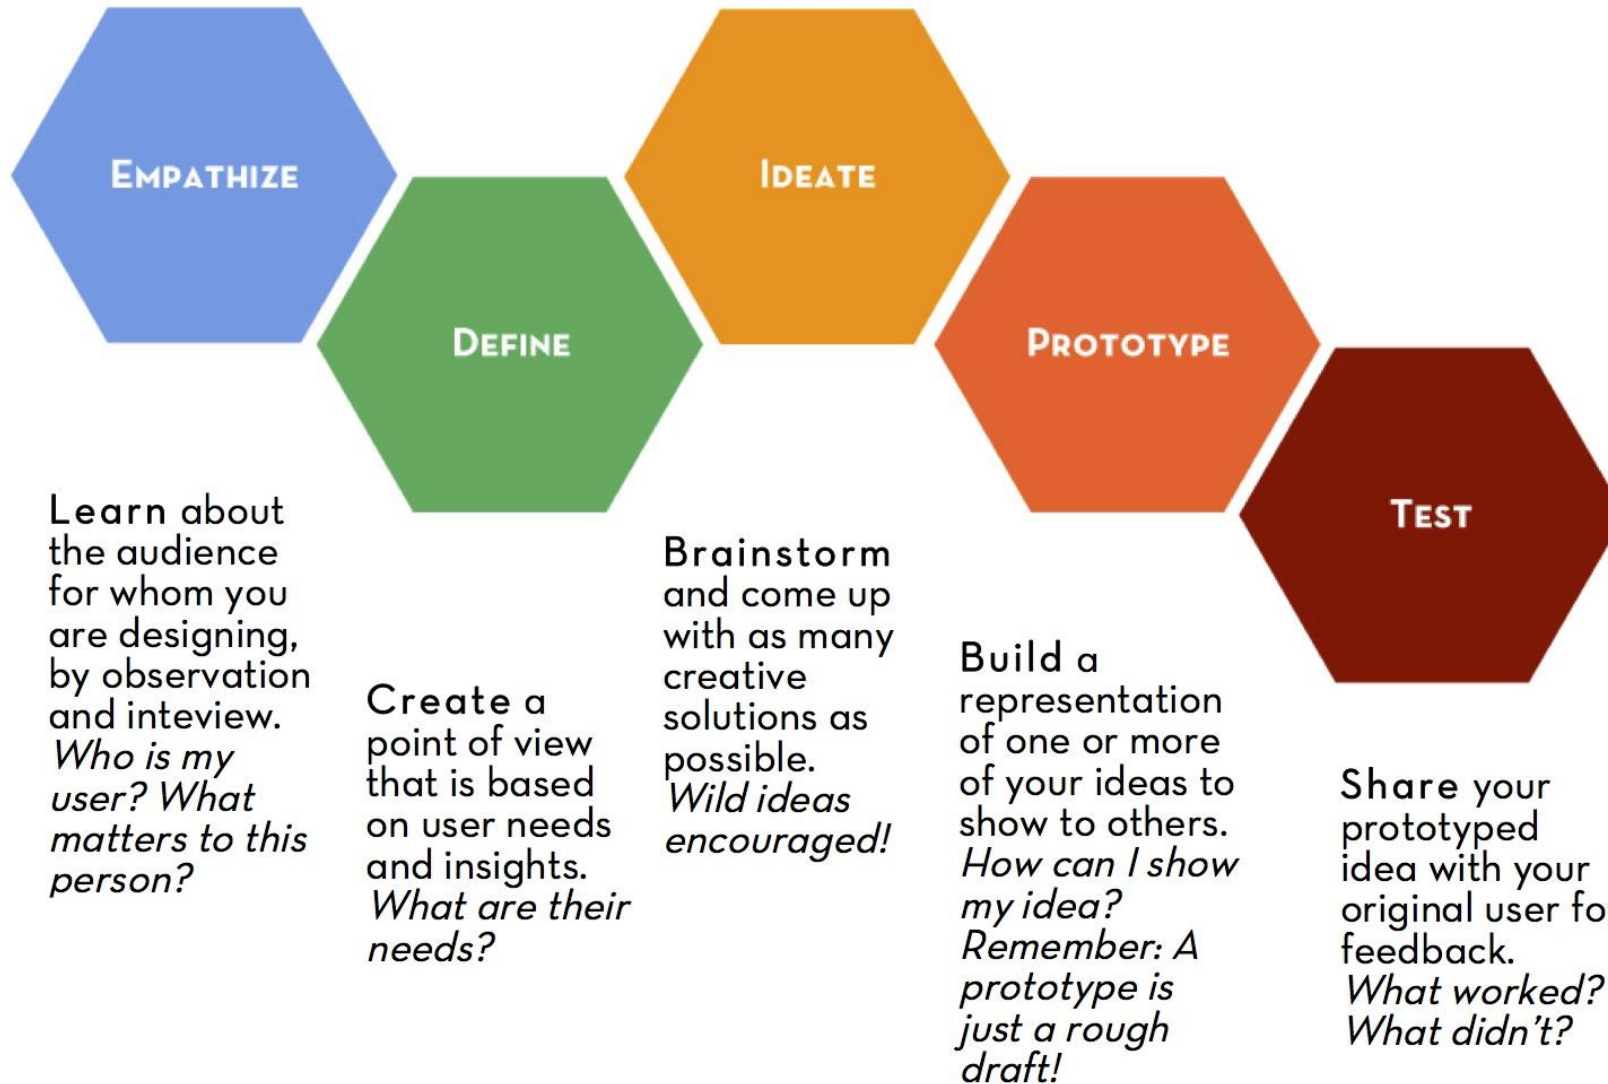 EMPATHIZE
DEFINE
IDEATE
PROTOTYPE
TEST
Learn about
the audience
for whom you
are designing,
by observation
and inteview.
Who is my
user? What
matters to this
person?
Create a
point of view
that is based
on user needs
and insights.
What are their
needs?
Brainstorm
and come up
with as many
creative
solutions as
possible.
Wild ideas
encouraged!
Build a
representation
of one or more
of your ideas to
show to others.
How can I show
my idea?
Remember: A
prototype is
just a rough
draft!
Share your
prototyped
idea with your
original user fo
feedback.
What worked?
What didn't?